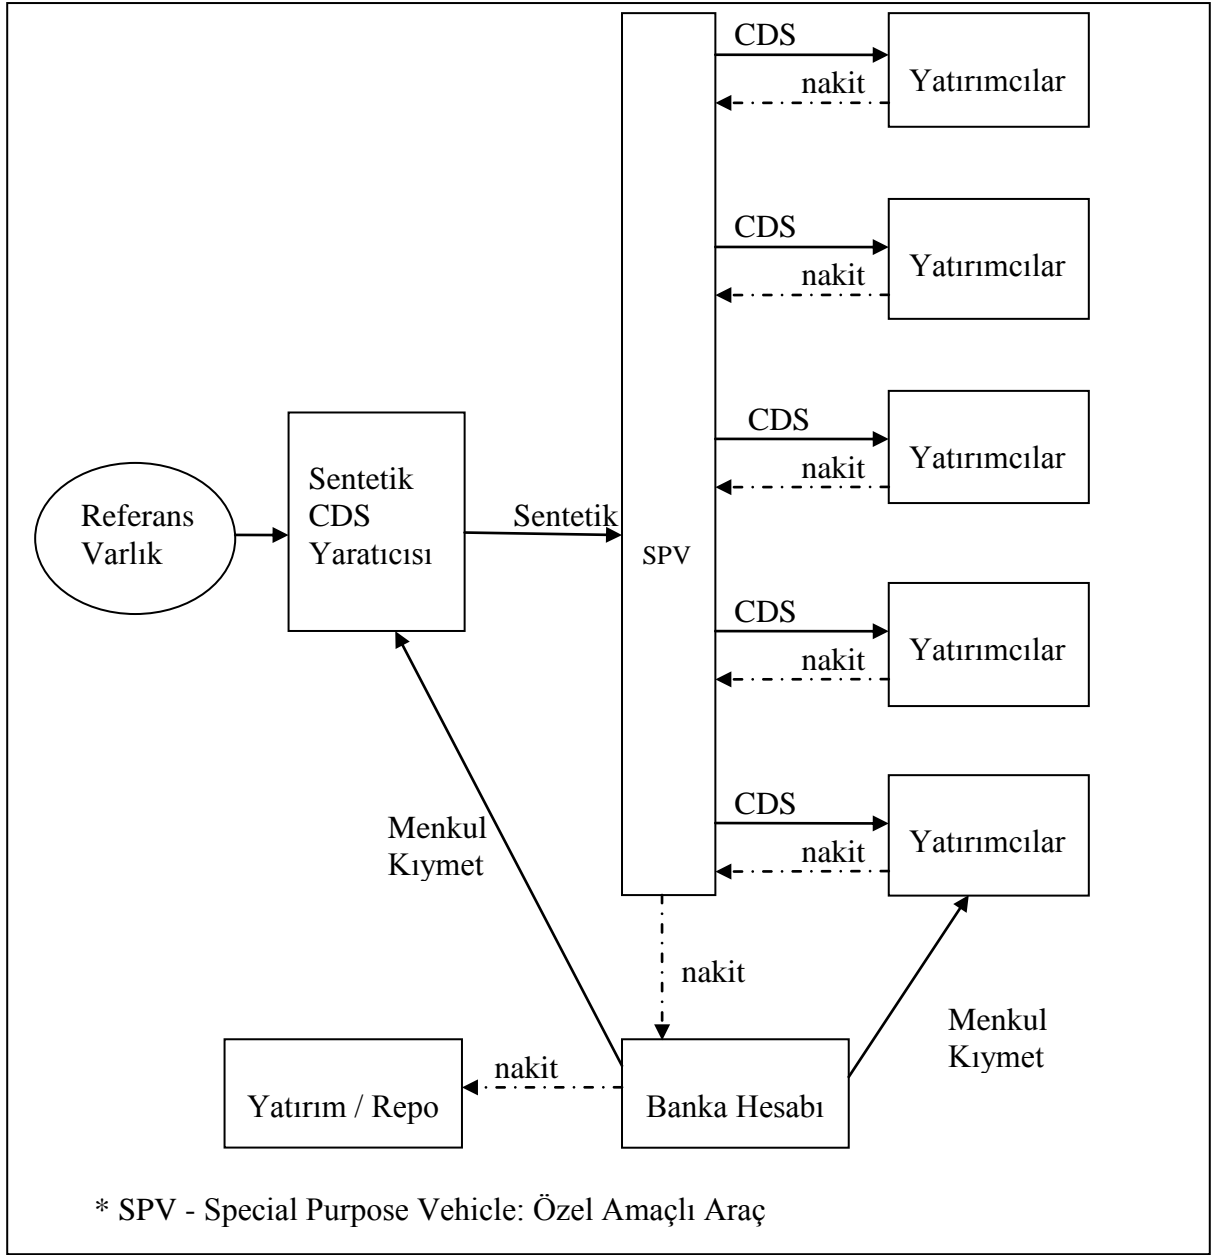 CDS
nakit
Yatırımcılar
CDS
nakit
Yatırımcılar
CDS
nakit
Yatırımcılar
Referans
Varlık
Sentetik
CDS
Yaratıcısı
Sentetik
SPV
CDS
nakit
Yatırımcılar
CDS
nakit
Yatırımcılar
Menkul
Kıymet
nakit
Menkul
Kıymet
nakit
Yatırım / Repo
Banka Hesabı
* SPV - Special Purpose Vehicle: Özel Amaçlı Araç